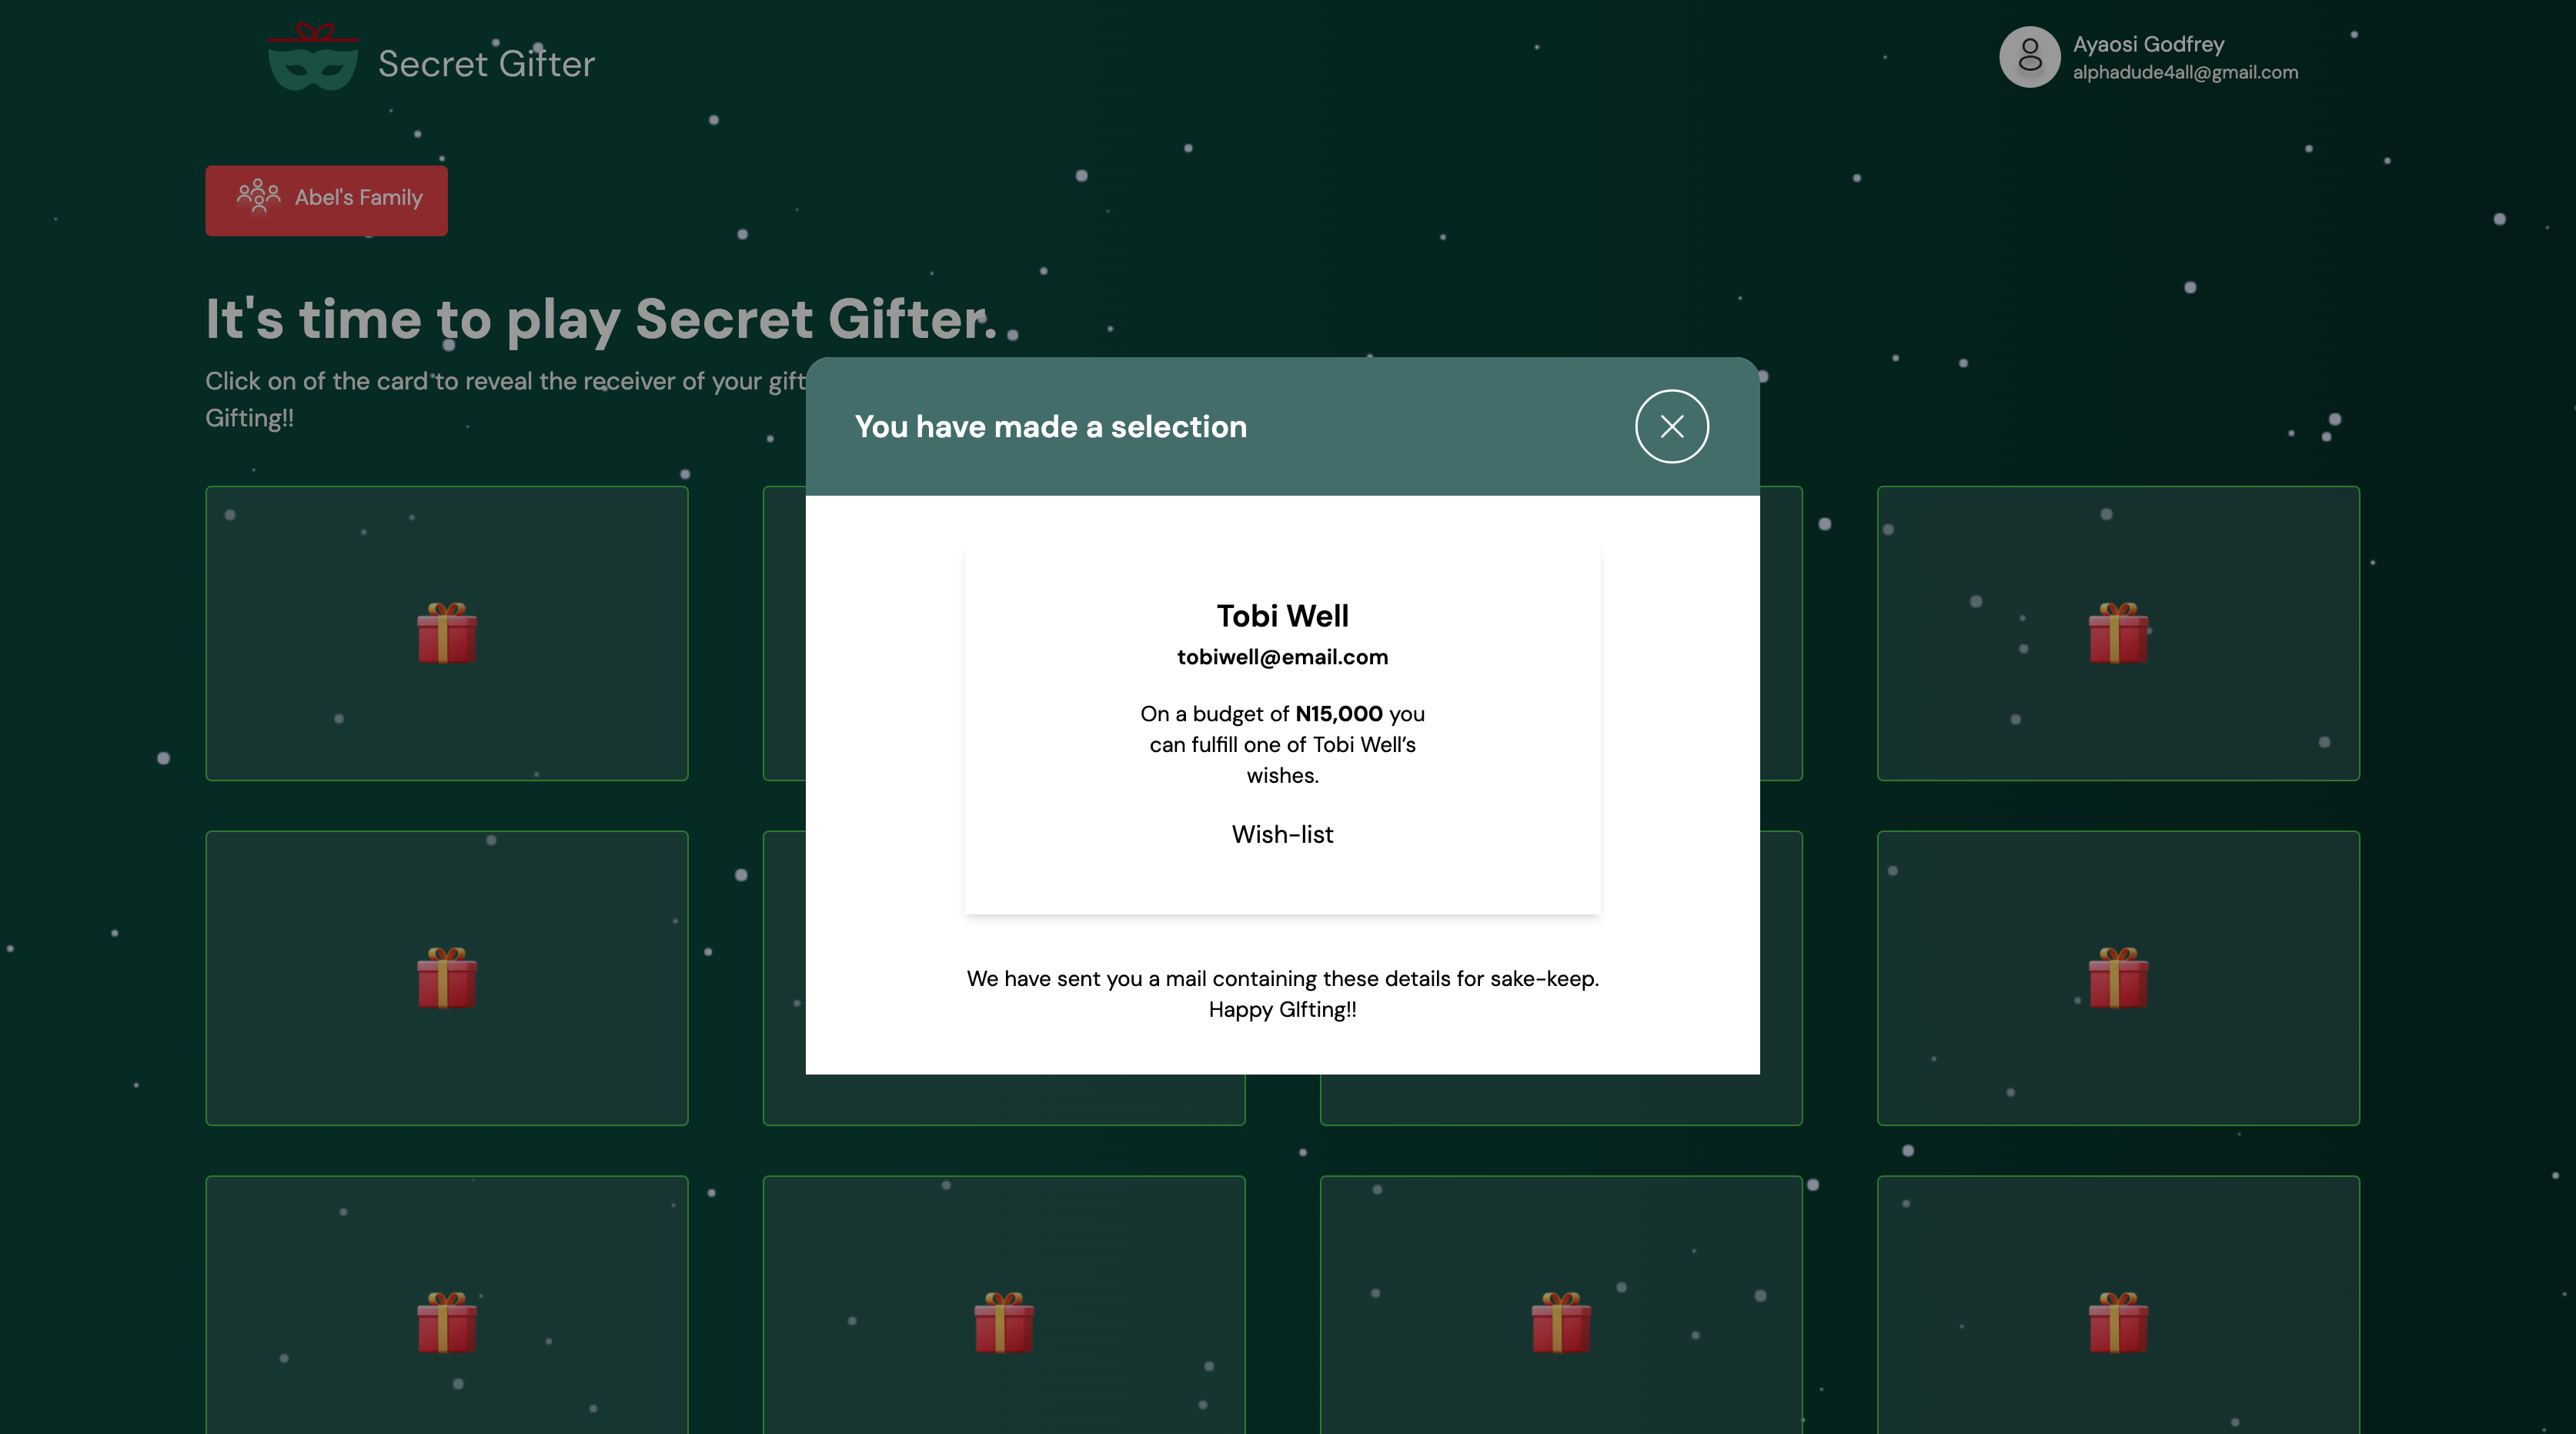 Secret Gifter
Ayaosi Godfrey
alphadude4all@gmail.com
Abel's Family
It's time to play Secret Gifter.
Click on of the card to reveal the receiver of your gift
Gifting!!
You have made a selection
Tobi Well
tobiwell@email.com
On a budget of N15,000 you
can fulfill one of Tobi Well’s
wishes.
Wish-list
We have sent you a mail containing these details for sake-keep.
Happy GIfting!!